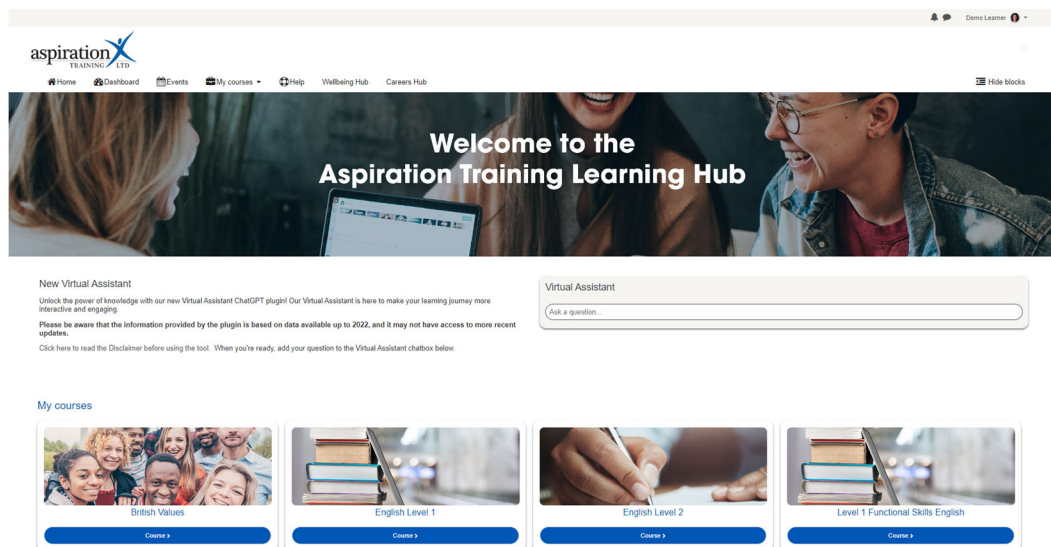 Demo Learner
aspiration
TRAINING LTD
Home Dashboard Events My courses Help Wellbeing Hub Careers Hub Hide blocks
Welcome to the
Aspiration Training Learning Hub
New Virtual Assistant
Unlock the power of knowledge with our new Virtual Assistant ChatGPT plugin! Our Virtual Assistant is here to make your learning journey more
interactive and engaging.
Please be aware that the information provided by the plugin is based on data available up to 2022, and it may not have access to more recent
updates.
Click here to read the Disclaimer before using the tool. When you're ready, add your question to the Virtual Assistant chatbox below.
Virtual Assistant
Ask a question...
My courses
British Values
Course >
English Level 1
Course >
English Level 2
Course >
Level 1 Functional Skills English
Course >